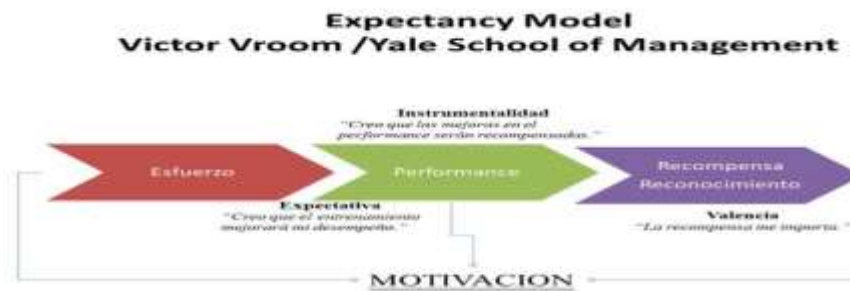 Expectancy Model
Victor Vroom /Yale School of Management
Instrumentalidad
"Creo que las mejoras en el
performance serán recompensadas."
Esfuerzo
Performance
Recompensa
Reconocimiento
Expectativa
"Creo que el entrenamiento
mejorará mi desempeño."
Valencia
"La recompensa me importa."
MOTIVACION